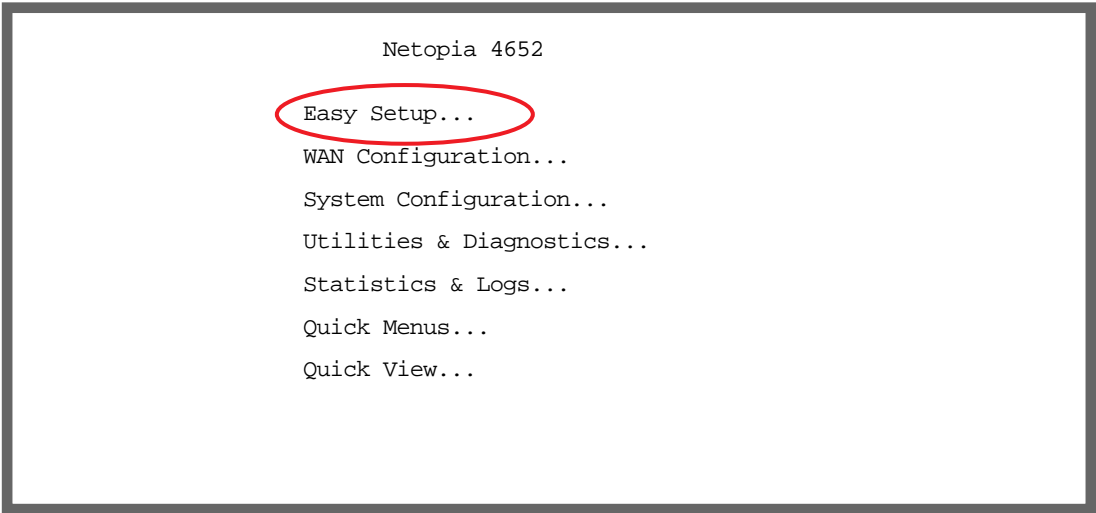 Netopia 4652
Easy Setup...
WAN Configuration...
System Configuration...
Utilities & Diagnostics...
Statistics & Logs...
Quick Menus...
Quick View...